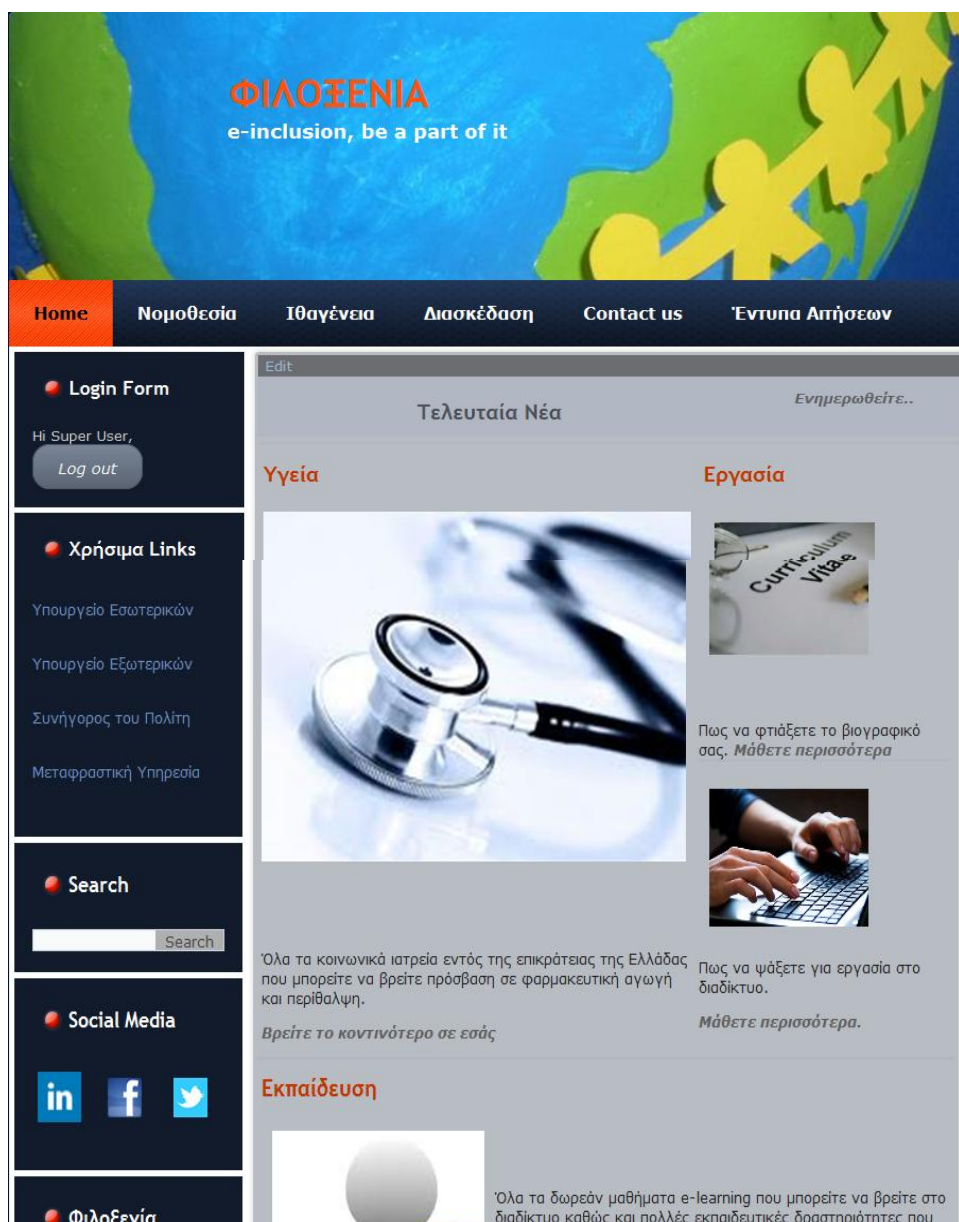 ΦΙΛΟΞΕΝΙΑ
e-inclusion, be a part of it
Home Νομοθεσία Ιθαγένεια Διασκέδαση Contact us Έντυπα Αιτήσεων
Login Form
Hi Super User,
Log out
Χρήσιμα Links
Υπουργείο Εσωτερικών
Υπουργείο Εξωτερικών
Συνήγορος του Πολίτη
Μεταφραστική Υπηρεσία
Search
Search
Social Media
in f
Φιλοξενία
Edit
Τελευταία Νέα
Ενημερωθείτε..
Υγεία
Όλα τα κοινωνικά ιατρεία εντός της επικράτειας της Ελλάδας
που μπορείτε να βρείτε πρόσβαση σε φαρμακευτική αγωγή
και περίθαλψη.
Βρείτε το κοντινότερο σε εσάς
Εργασία
Curriculum
Vitae
Πως να φτιάξετε το βιογραφικό
σας. Μάθετε περισσότερα
Πως να ψάξετε για εργασία στο
διαδίκτυο.
Μάθετε περισσότερα.
Εκπαίδευση
Όλα τα δωρεάν μαθήματα e-learning που μπορείτε να βρείτε στο
διαδίκτυο καθώς και πολλές εκπαιδευτικές δραστηριότητες που